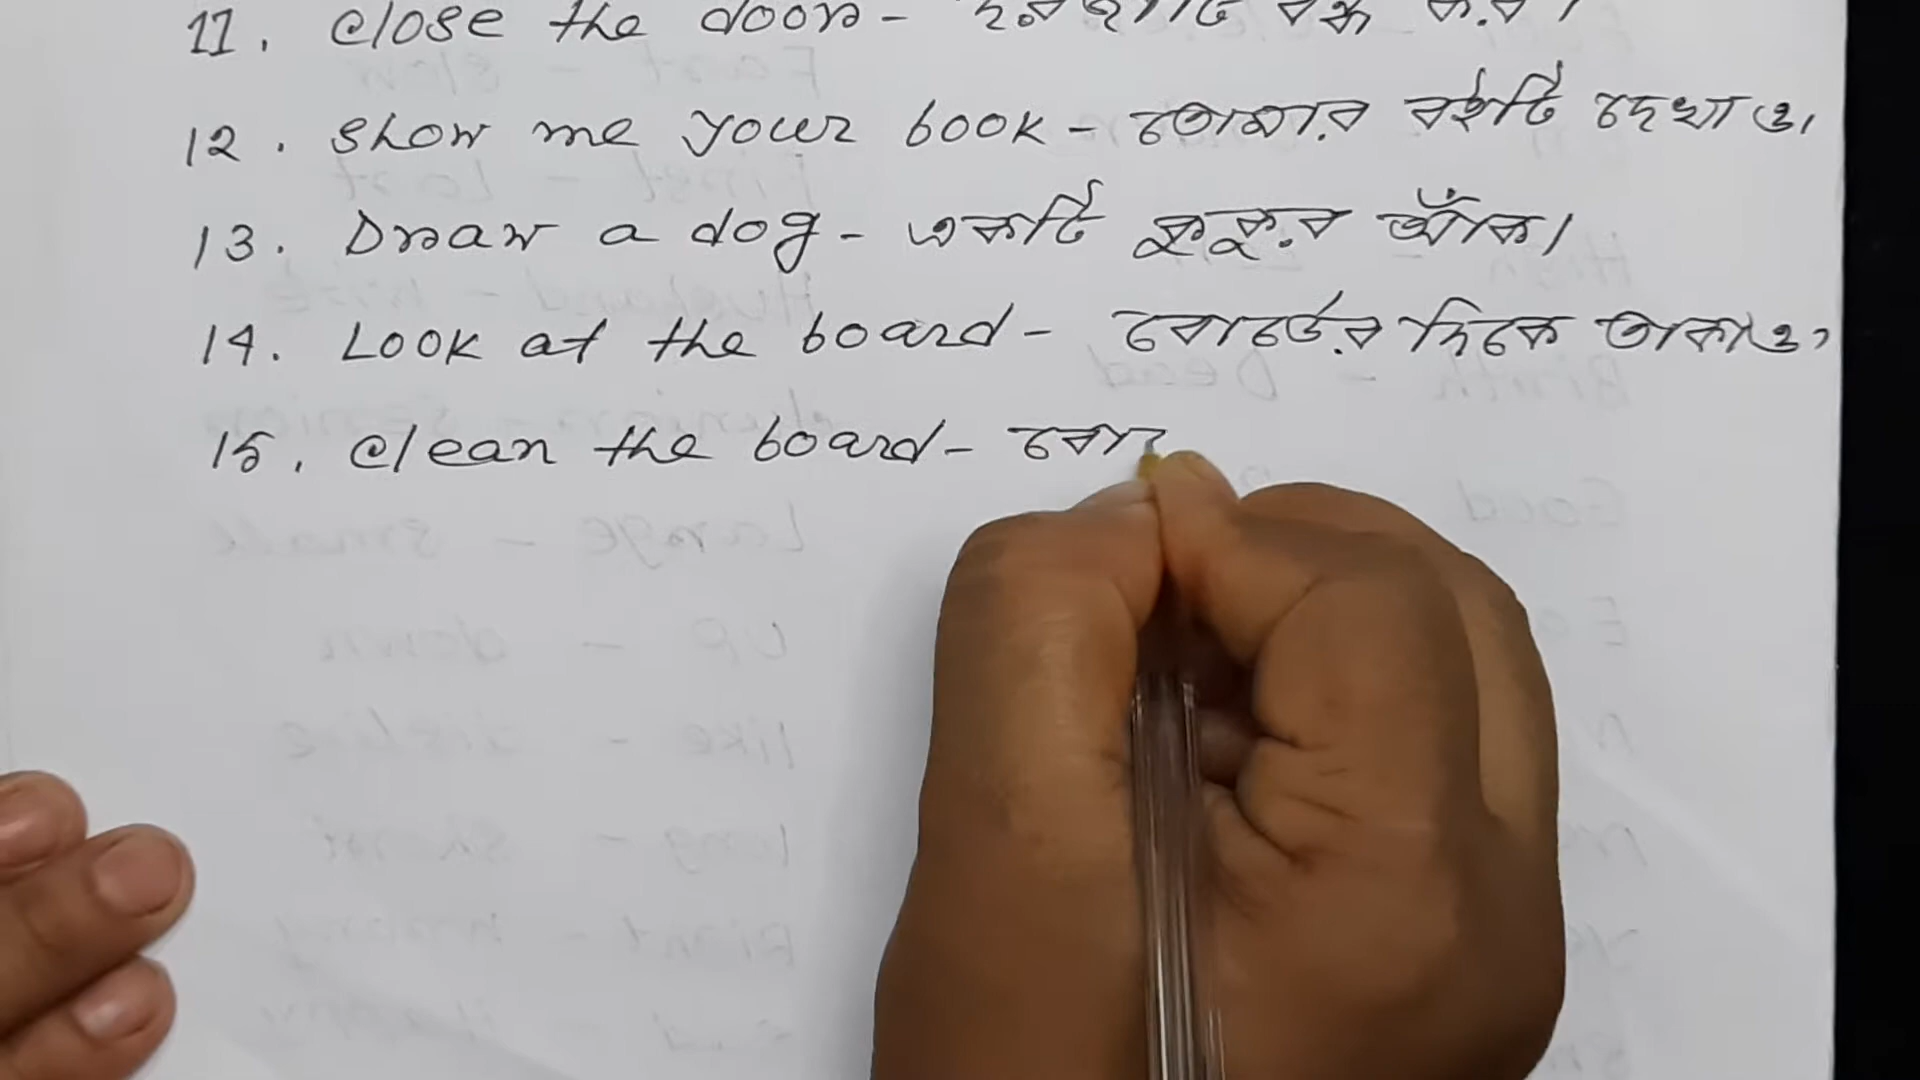 11. Close the door - দরজাটি বন্ধ কর।
12. Show me your book - তোমার বইটি দেখাও।
13. Draw a dog - একটি কুকুর আঁক।
14. Look at the board - বোর্ডের দিকে তাকাও,
15. Clean the board - বো